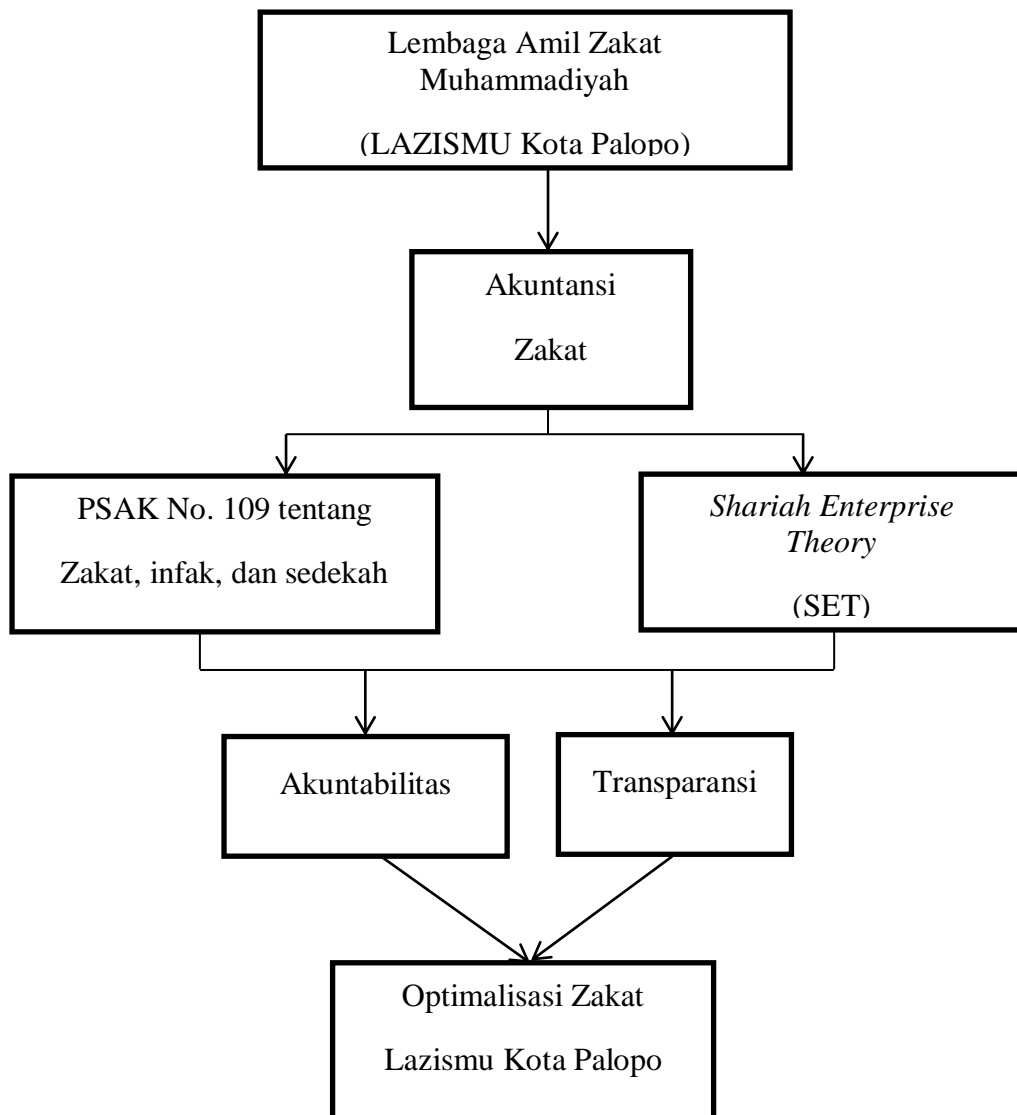 Lembaga Amil Zakat
Muhammadiyah
(LAZISMU Kota Palopo)
Akuntansi
Zakat
PSAK No. 109 tentang
Zakat, infak, dan sedekah
Shariah Enterprise
Theory
(SET)
Akuntabilitas
Transparansi
Optimalisasi Zakat
Lazismu Kota Palopo